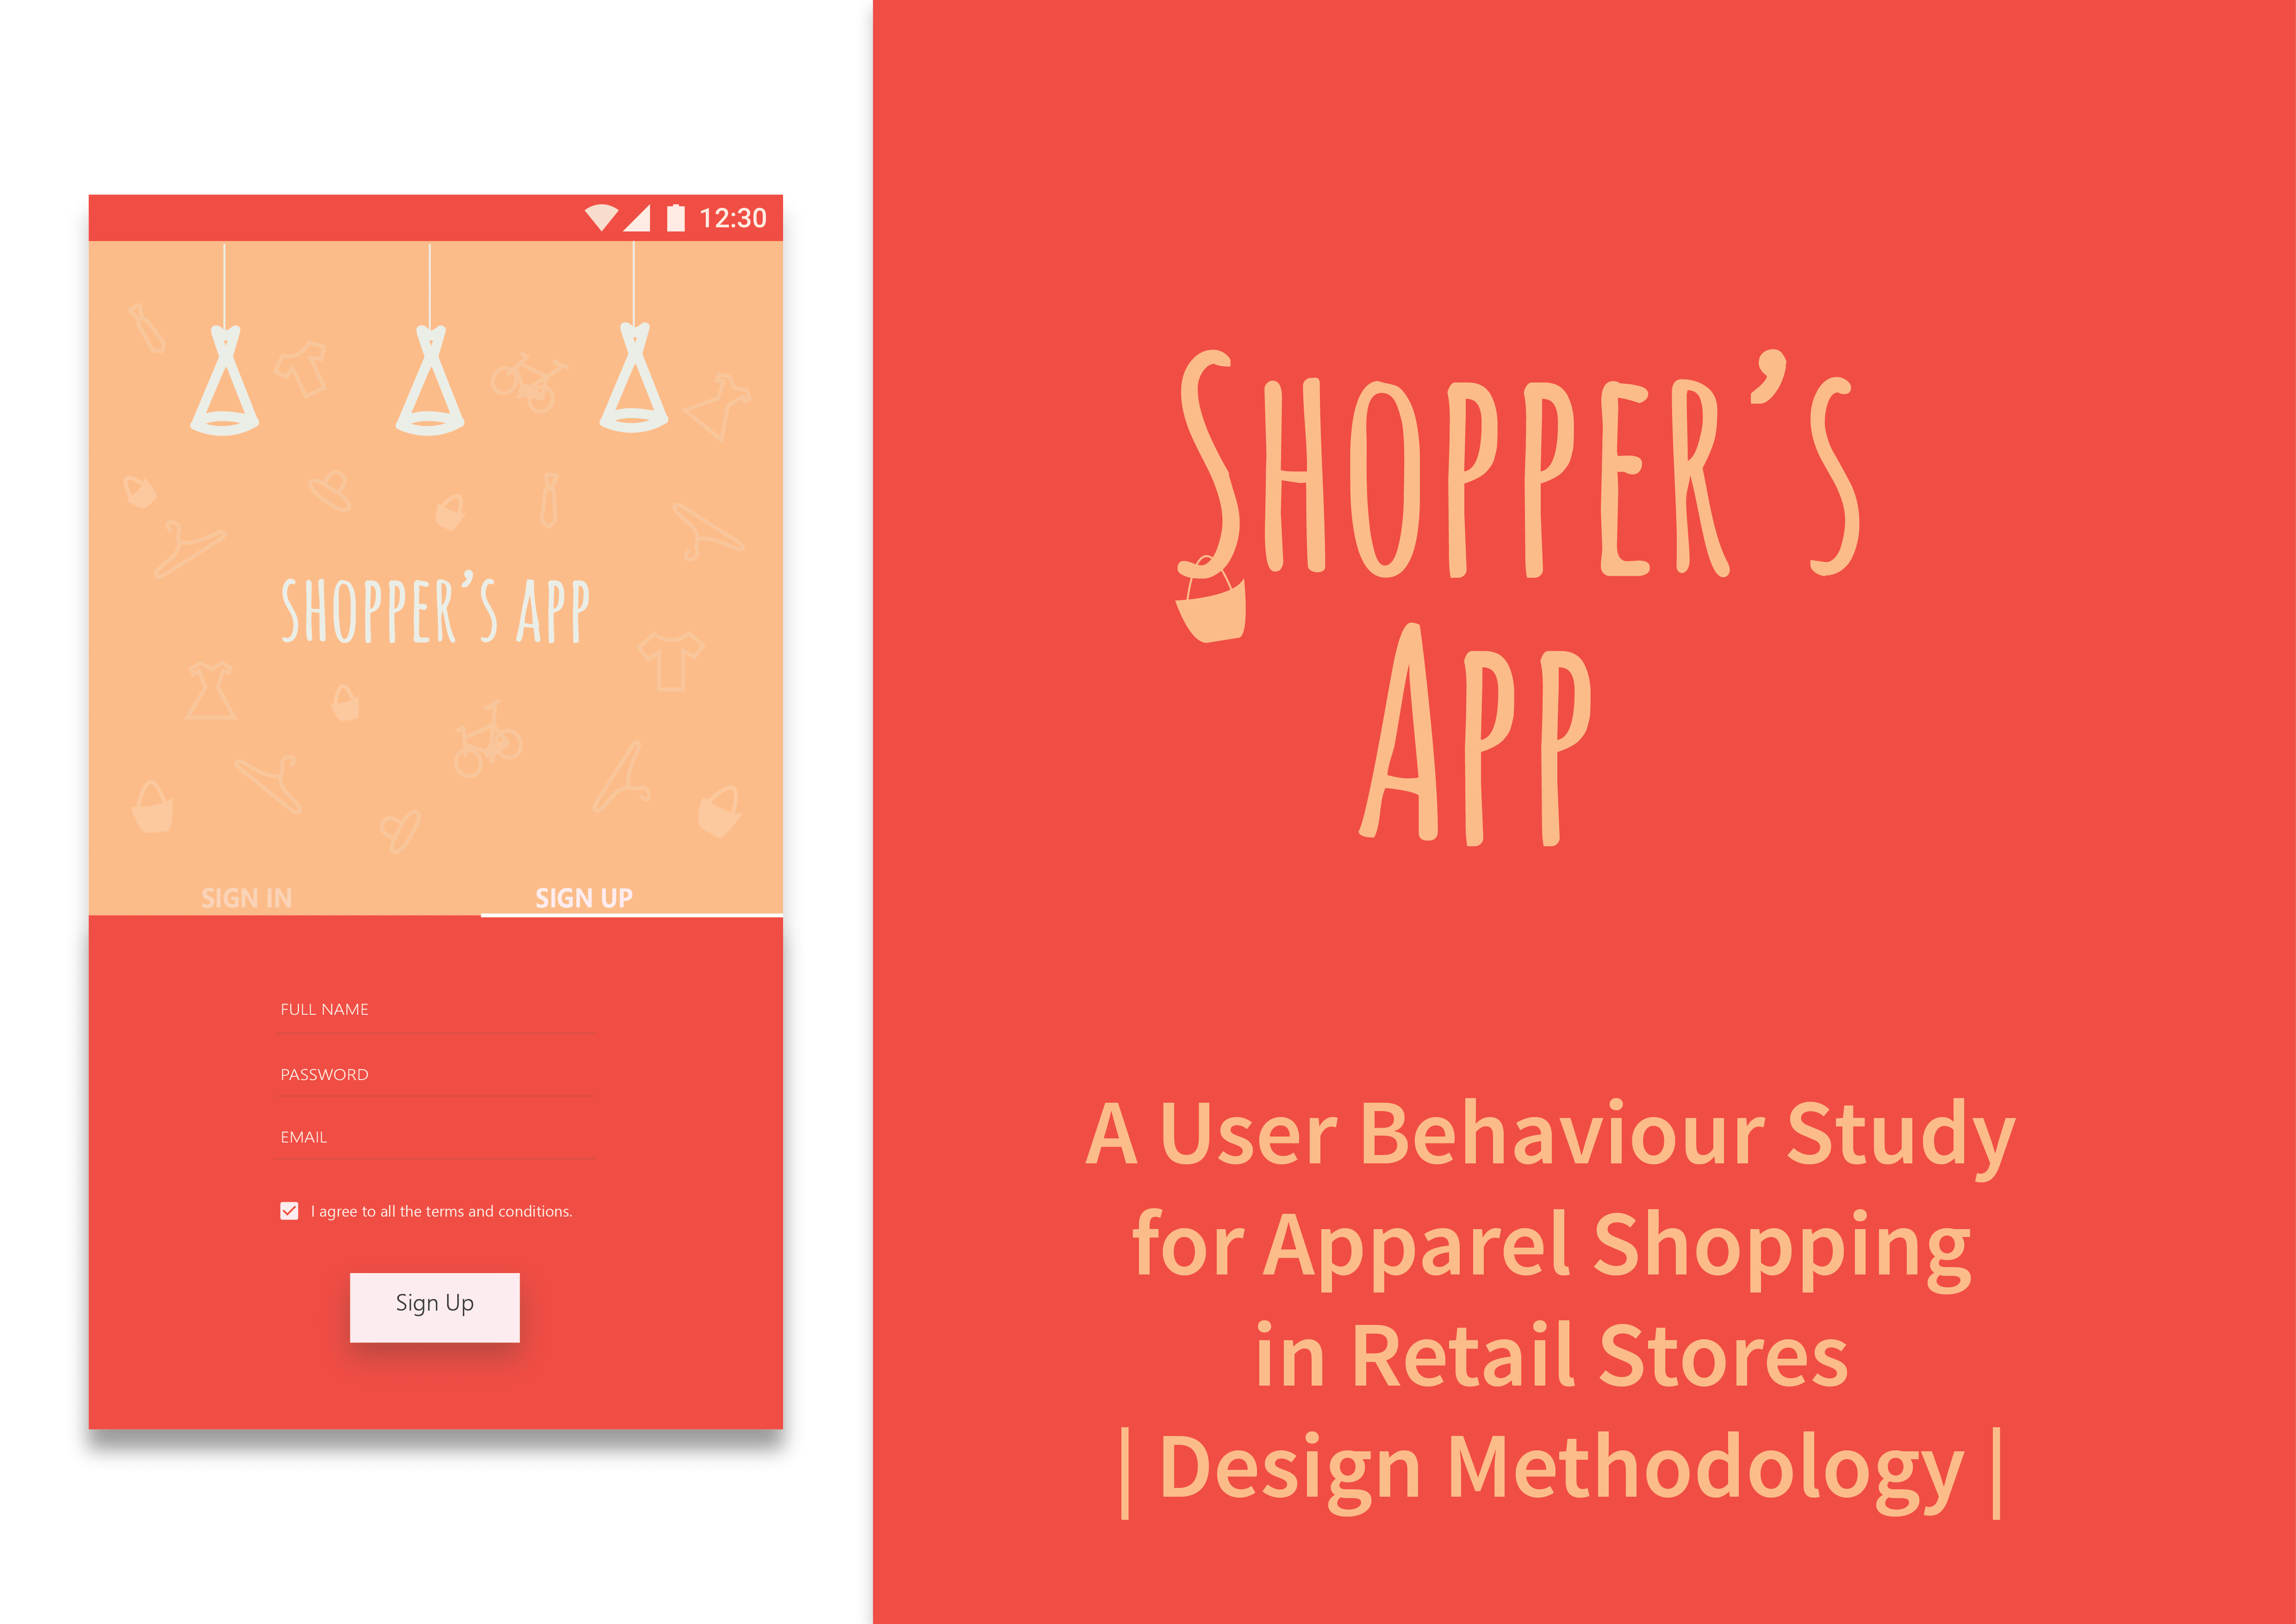 12:30
SHOPPER'S APP
SIGN IN
SIGN UP
FULL NAME
PASSWORD
EMAIL
I agree to all the terms and conditions.
Sign Up
SHOPPER'S
APP
A User Behaviour Study
for Apparel Shopping
in Retail Stores
| Design Methodology |